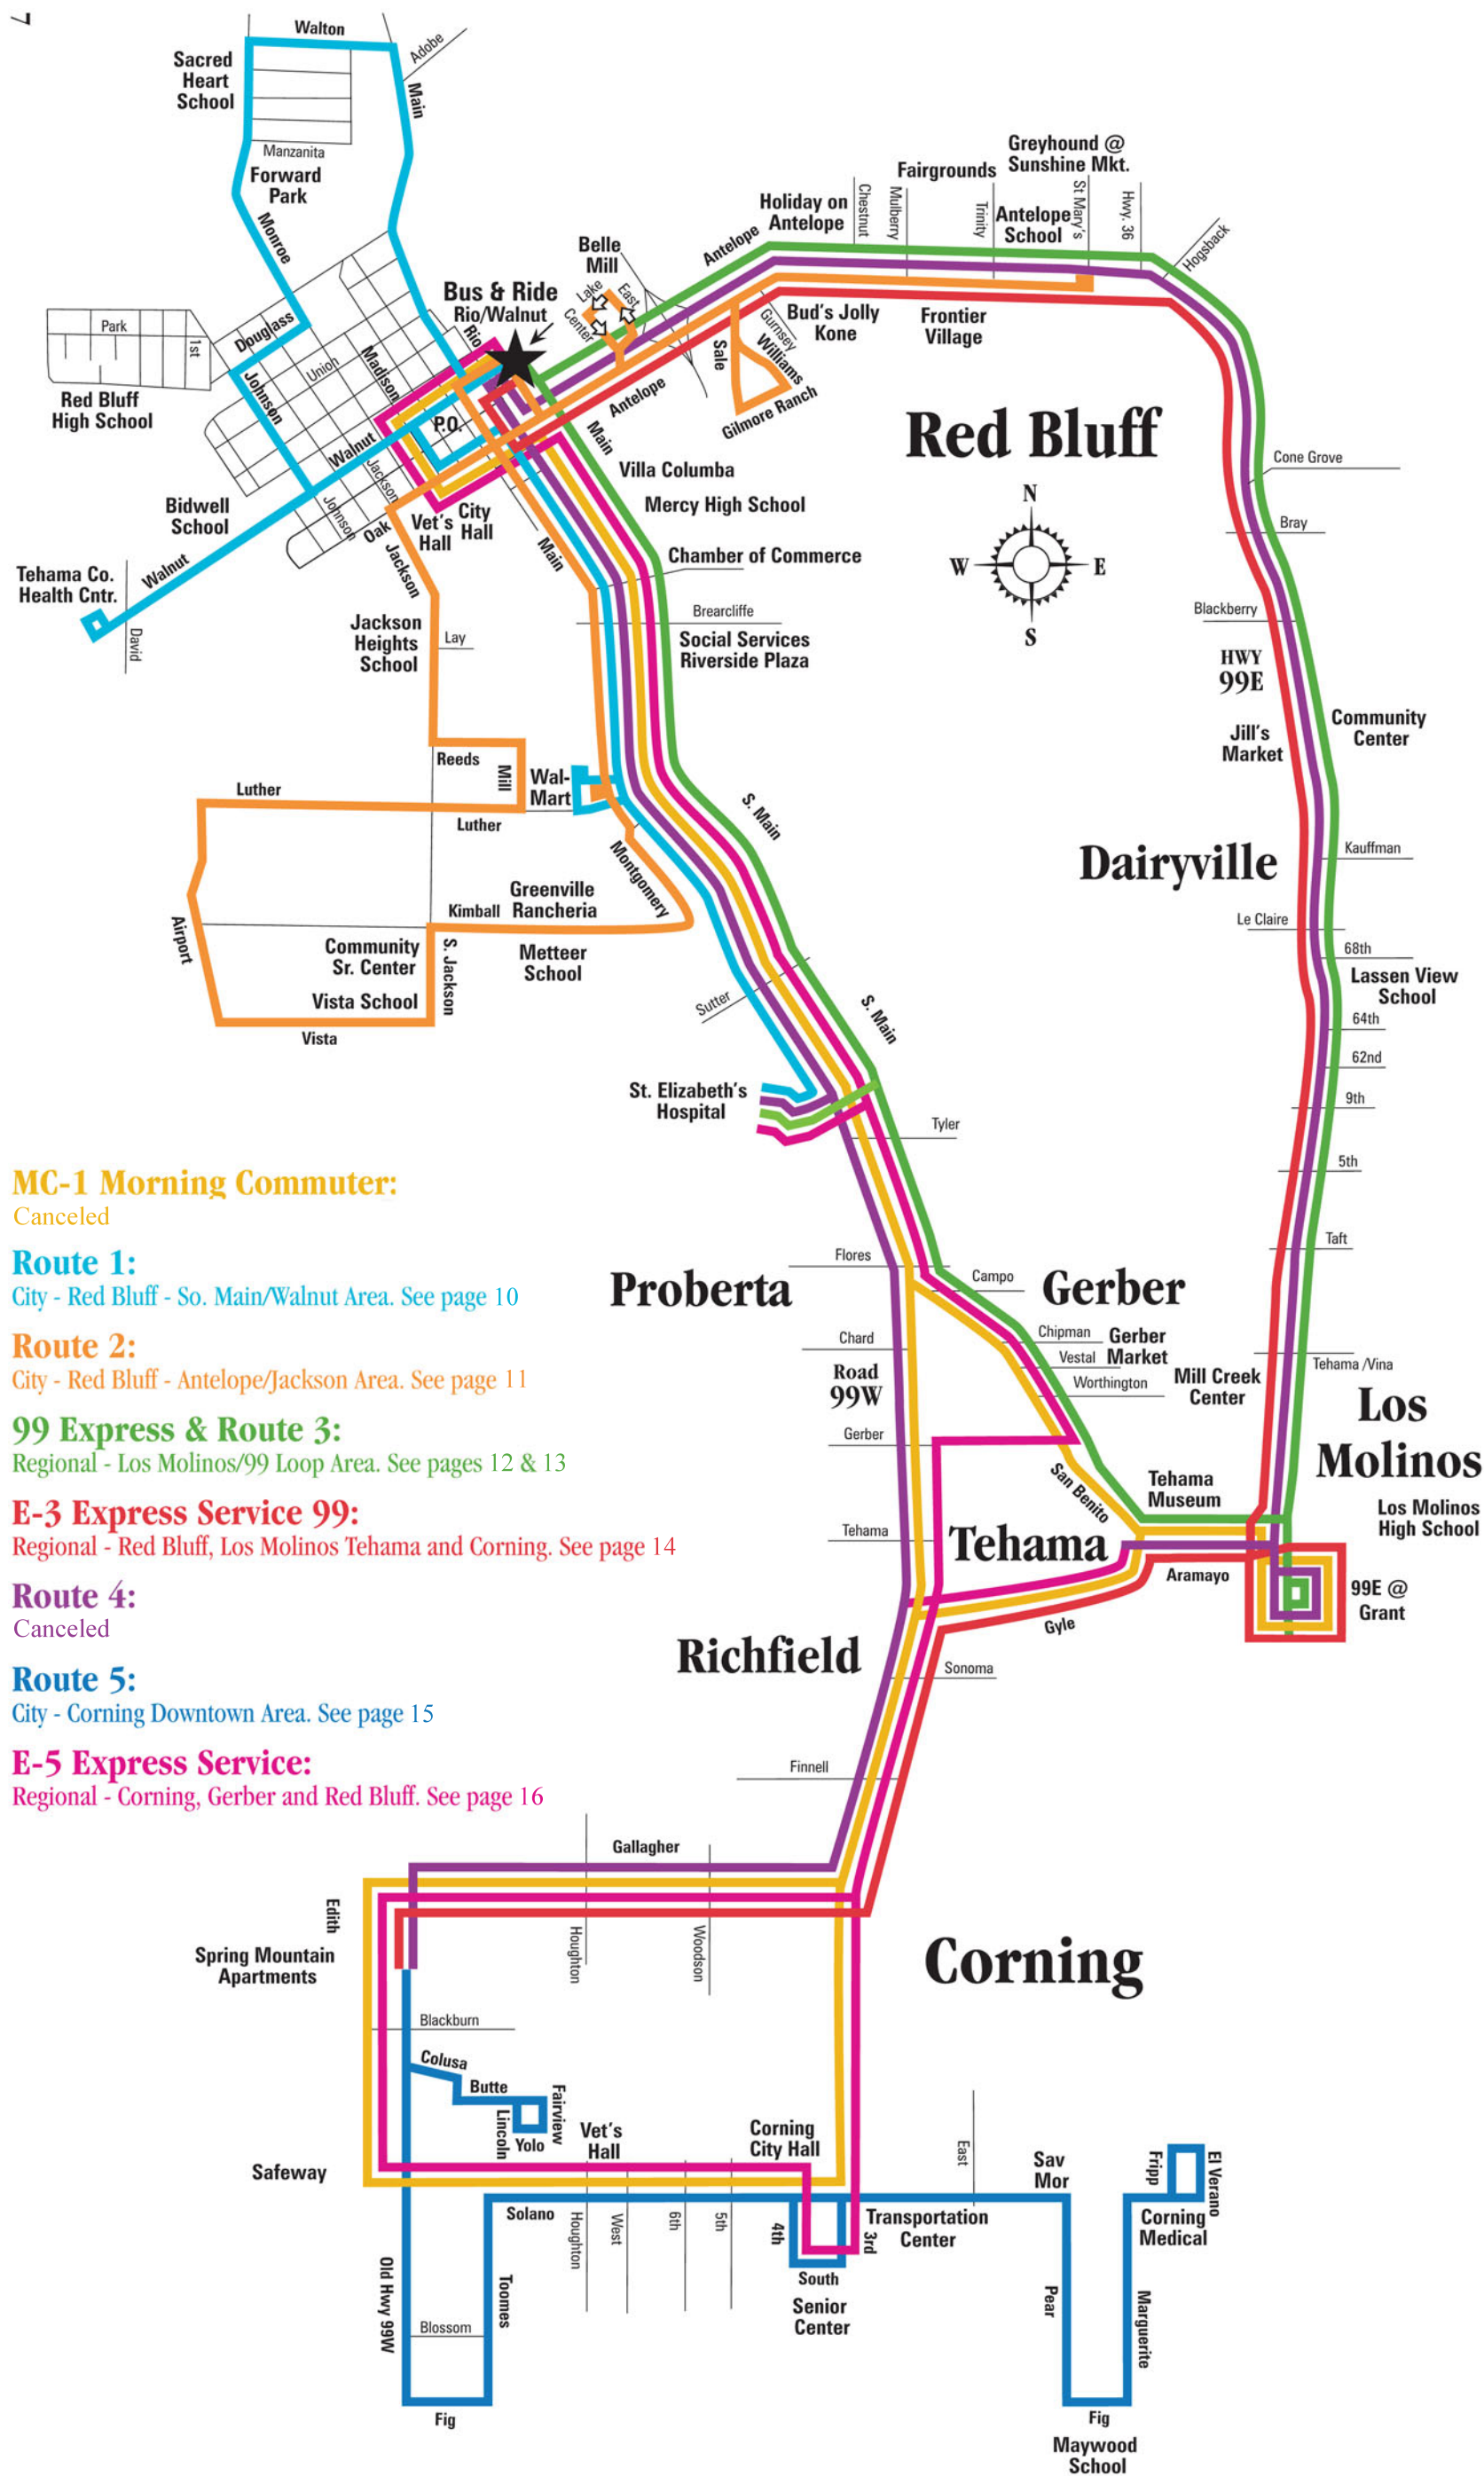 7
Walton
Adobe
Sacred
Heart
School
Main
Manzanita
Forward
Park
Monroe
Greyhound @
Sunshine Mkt.
Fairgrounds
Holiday on
Antelope
Chestnut
Mulberry
Trinity
Antelope
School
St Mary's
Hwy. 36
Hogsback
Antelope
Belle
Mill
Lake
East
Center
Bus & Ride
Rio/Walnut
Rio
Bud's Jolly
Kone
Frontier
Village
Gurnsey
Williams
Sale
Gilmore Ranch
Antelope
Park
1st
Douglass
Union
Madison
Red Bluff
High School
Johnson
P.O.
Walnut
Jackson
Main
Red Bluff
Villa Columba
Mercy High School
Cone Grove
Bidwell
School
Johnson
Oak
Vet's
Hall
City
Hall
N
W
E
S
Bray
Jackson
Main
Chamber of Commerce
Tehama Co.
Health Cntr.
Walnut
David
Brearcliffe
Blackberry
Jackson
Heights
School
Lay
Social Services
Riverside Plaza
HWY
99E
Community
Center
Jill's
Market
Reeds
Mill
Wal-
Mart
Luther
Luther
S. Main
Dairyville
Kauffman
Montgomery
Greenville
Rancheria
Kimball
Le Claire
Airport
Community
Sr. Center
S. Jackson
Metteer
School
68th
Lassen View
School
Vista School
Sutter
S. Main
64th
Vista
62nd
St. Elizabeth's
Hospital
9th
Tyler
5th
MC-1 Morning Commuter:
Canceled
Route 1:
City - Red Bluff - So. Main/Walnut Area. See page 10
Route 2:
City - Red Bluff - Antelope/Jackson Area. See page 11
99 Express & Route 3:
Regional - Los Molinos/99 Loop Area. See pages 12 & 13
E-3 Express Service 99:
Regional - Red Bluff, Los Molinos Tehama and Corning. See page 14
Route 4:
Canceled
Route 5:
City - Corning Downtown Area. See page 15
E-5 Express Service:
Regional - Corning, Gerber and Red Bluff. See page 16
Taft
Flores
Proberta
Campo
Gerber
Chard
Chipman
Gerber
Market
Vestal
Worthington
Road
99W
Mill Creek
Center
Tehama /Vina
Los
Molinos
Gerber
San Benito
Tehama
Museum
Los Molinos
High School
Tehama
Tehama
Aramayo
99E @
Grant
Gyle
Richfield
Sonoma
Finnell
Gallagher
Edith
Houghton
Woodson
Spring Mountain
Apartments
Corning
Blackburn
Colusa
Butte
Fairview
Lincoln
Yolo
Vet's
Hall
Corning
City Hall
East
Sav
Mor
Fripp
El Verano
Safeway
Solano
Houghton
West
6th
5th
4th
3rd
Transportation
Center
Corning
Medical
Old Hwy 99W
Toomes
South
Senior
Center
Pear
Marguerite
Blossom
Fig
Fig
Maywood
School